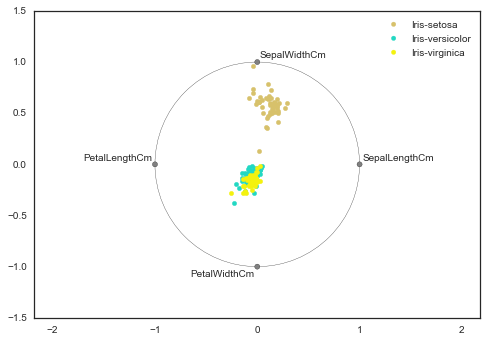 1.5
Iris-setosa
Iris-versicolor
Iris-virginica
1.0
SepalWidthCm
0.5
PetalLengthCm
SepalLengthCm
0.0
−0.5
−1.0
PetalWidthCm
−1.5
−2 −1 0 1 2